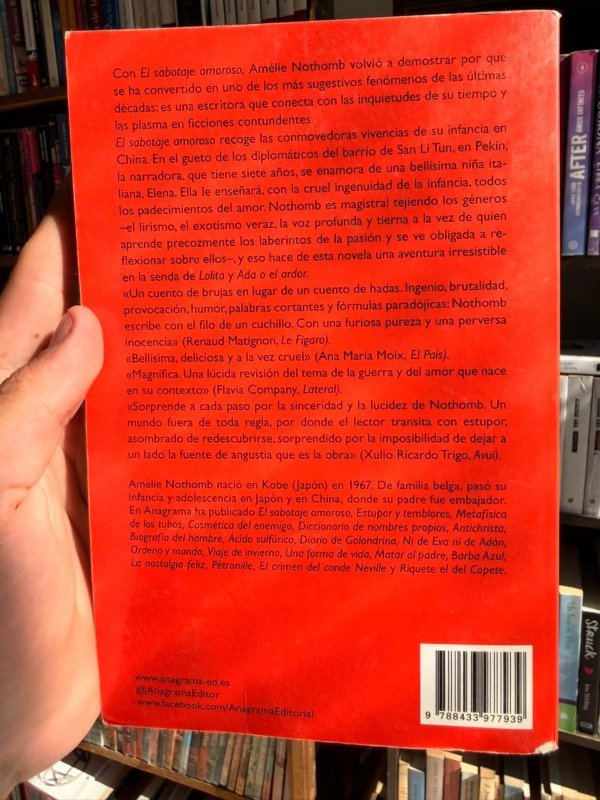 Con El sabotaje amoroso, Amélie Nothomb volvió a demostrar por que
se ha convertido en uno de los más sugestivos fenómenos de las últimas
décadas: es una escritora que conecta con las inquietudes de su tiempo y
las plasma en ficciones contundentes.
El sabotaje amoroso recoge las conmovedoras vivencias de su infancia en
China. En el gueto de los diplomáticos del barrio de San Li Tun, en Pekín,
la narradora, que tiene siete años, se enamora de una bellísima niña ita-
liana, Elena. Ella le enseñará, con la cruel ingenuidad de la infancia, todos
los padecimientos del amor. Nothomb es magistral tejiendo los géneros
–el lirismo, el exotismo veraz, la voz profunda y tierna a la vez de quien
aprende precozmente los laberintos de la pasión y se ve obligada a re-
flexionar sobre ellos–, y eso hace de esta novela una aventura irresistible
en la senda de Lolita y Ada o el ardor.
«Un cuento de brujas en lugar de un cuento de hadas. Ingenio, brutalidad,
provocación, humor, palabras cortantes y fórmulas paradójicas: Nothomb
escribe con el filo de un cuchillo. Con una furiosa pureza y una perversa
inocencia» (Renaud Matignon, Le Figaro).
«Bellísima, deliciosa y a la vez cruel» (Ana María Moix, El País).
«Magnífica. Una lúcida revisión del tema de la guerra y del amor que nace
en su contexto» (Flavia Company, Lateral).
«Sorprende a cada paso por la sinceridad y la lucidez de Nothomb. Un
mundo fuera de toda regla, por donde el lector transita con estupor,
asombrado de redescubrirse, sorprendido por la imposibilidad de dejar a
un lado la fuente de angustia que es la obra» (Xulio Ricardo Trigo, Avui).
Amélie Nothomb nació en Kobe (Japón) en 1967. De familia belga, pasó su
infancia y adolescencia en Japón y en China, donde su padre fue embajador.
En Anagrama ha publicado El sabotaje amoroso, Estupor y temblores, Metafísica
de los tubos, Cosmética del enemigo, Diccionario de nombres propios, Antichrista,
Biografía del hambre, Ácido sulfúrico, Diario de Golondrina, Ni de Eva ni de Adán,
Ordeno y mando, Viaje de invierno, Una forma de vida, Matar al padre, Barba Azul,
La nostalgia feliz, Pétronille, El crimen del conde Neville y Riquete el del Copete.
www.anagrama-ed.es
@AnagramaEditor
www.facebook.com/AnagramaEditorial
9 788433 977939
AFTER
AMOR INFINITO
Struck